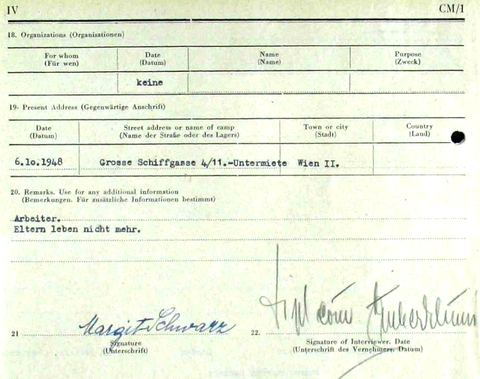 IV
CM/1
18. Organizations (Organisationen)
For whom
(Für wen)
Date
(Datum)
Name
(Name)
Purpose
(Zweck)
keine
19. Present Address (Gegenwärtige Anschrift)
Date
(Datum)
Street address or name of camp
(Name der Straße oder des Lagers)
Town or city
(Stadt)
Country
(Land)
6.10.1948
Grosse Schiffgasse 4/11.-Untermiete
Wien II.
20. Remarks. Use for any additional information
(Bemerkungen. Für zusätzliche Informationen bestimmt)
Arbeiter.
Eltern leben nicht mehr.
21
Margit Schwarz
Signature
(Unterschrift)
22.
Signature of Interviewer. Date
(Unterschrift des Vernehmers. Datum)